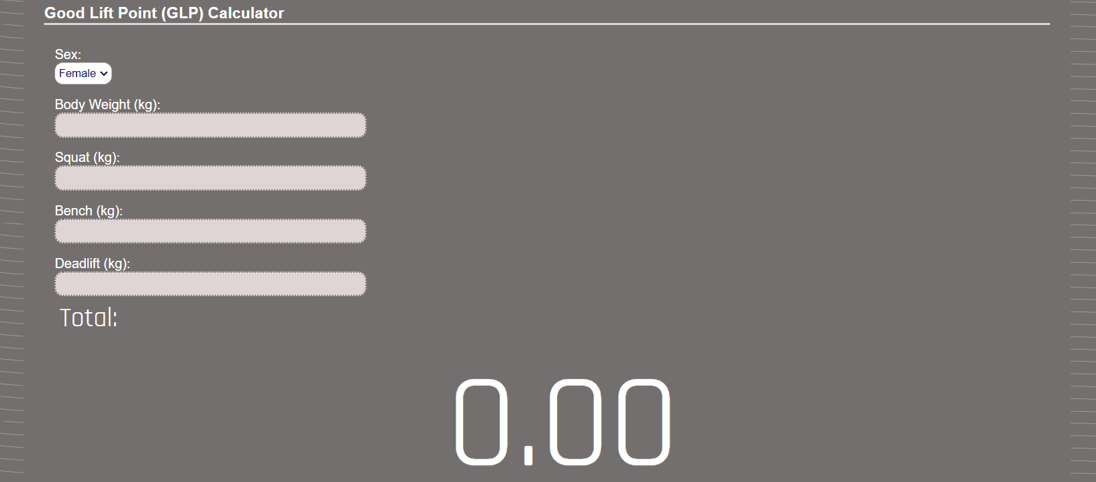 Good Lift Point (GLP) Calculator
Sex:
Female
Body Weight (kg):
Squat (kg):
Bench (kg):
Deadlift (kg):
Total:
0.00